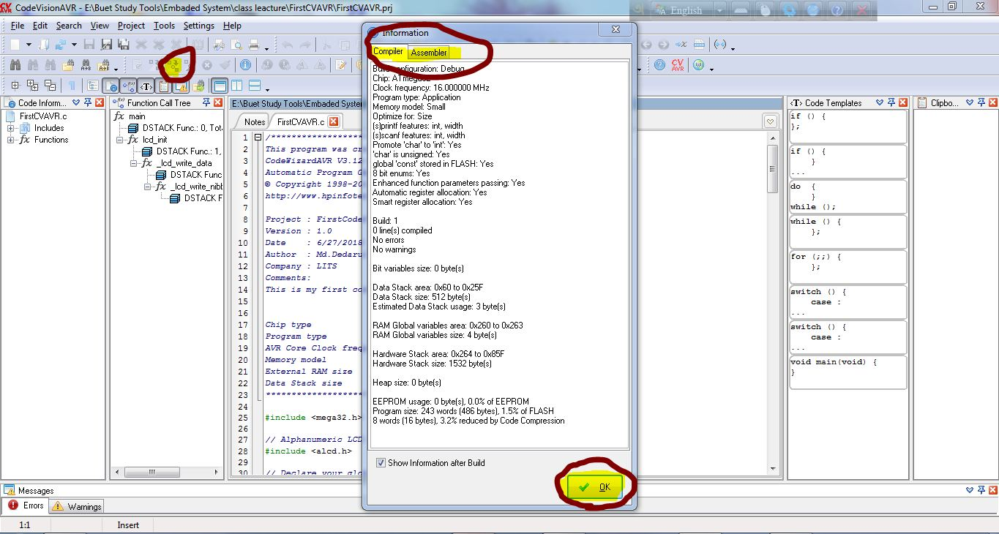 CodeVisionAVR - E:\Buet Study Tools\Embaded System\class leacture\FirstCVAVR\FirstCVAVR.prj
English
File Edit Search View Project Tools Settings Help
CV
AVR
Code Inform...
FirstCVAVR.c
Includes
Functions
Function Call Tree
main
DSTACK Func.: 0, Tot
lcd_init
DSTACK Func.: 1,
_lcd_write_data
DSTACK Func
_lcd_write_nibb
DSTACK F
E:\Buet Study Tools\Embaded System
Notes FirstCVAVR.c
1 /*******************
2 This program was cr
3 CodeWizardAVR V3.12
4 Automatic Program G
5 © Copyright 1998-20
6 http://www.hpinfote
7
8 Project : FirstCode
9 Version : 1.0
10 Date : 6/27/2018
11 Author : Md.Dedaru
12 Company : LITS
13 Comments:
14 This is my first co
15
16
17 Chip type
18 Program type
19 AVR Core Clock freq
20 Memory model
21 External RAM size
22 Data Stack size
23 *******************
24
25 #include <mega32.h>
26
27 // Alphanumeric LCD
28 #include <alcd.h>
29
30 // Declare your glo
Information
Compiler Assembler
Build configuration: Debug
Chip: ATmega32
Clock frequency: 16.000000 MHz
Program type: Application
Memory model: Small
Optimize for: Size
(s)printf features: int, width
(s)scanf features: int, width
Promote 'char' to 'int': Yes
'char' is unsigned: Yes
global 'const' stored in FLASH: Yes
8 bit enums: Yes
Enhanced function parameters passing: Yes
Automatic register allocation: Yes
Smart register allocation: Yes
Build: 1
0 line(s) compiled
No errors
No warnings
Bit variables size: 0 byte(s)
Data Stack area: 0x60 to 0x25F
Data Stack size: 512 byte(s)
Estimated Data Stack usage: 3 byte(s)
RAM Global variables area: 0x260 to 0x263
RAM Global variables size: 4 byte(s)
Hardware Stack area: 0x264 to 0x85F
Hardware Stack size: 1532 byte(s)
Heap size: 0 byte(s)
EEPROM usage: 0 byte(s), 0.0% of EEPROM
Program size: 243 words (486 bytes), 1.5% of FLASH
8 words (16 bytes), 3.2% reduced by Code Compression
Show Information after Build
OK
Code Templates
if () {
};
if () {
}
...
do {
}
while ();
while () {
};
for (;;) {
};
switch () {
case :
...
switch () {
case :
...
void main(void) {
}
Clipbo...
Messages
Errors Warnings
1:1 Insert